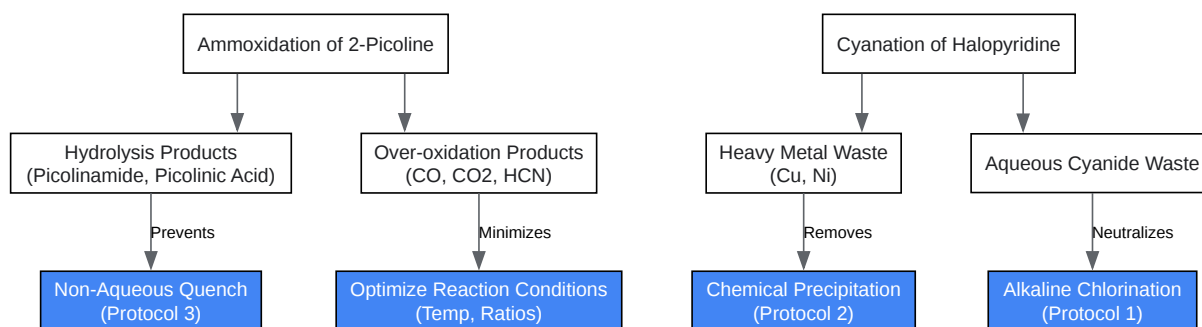 Ammoxidation of 2-Picoline
Cyanation of Halopyridine
Hydrolysis Products
(Picolinamide, Picolinic Acid)
Over-oxidation Products
(CO, CO2, HCN)
Heavy Metal Waste
(Cu, Ni)
Aqueous Cyanide Waste
Prevents
Minimizes
Removes
Neutralizes
Non-Aqueous Quench
(Protocol 3)
Optimize Reaction Conditions
(Temp, Ratios)
Chemical Precipitation
(Protocol 2)
Alkaline Chlorination
(Protocol 1)